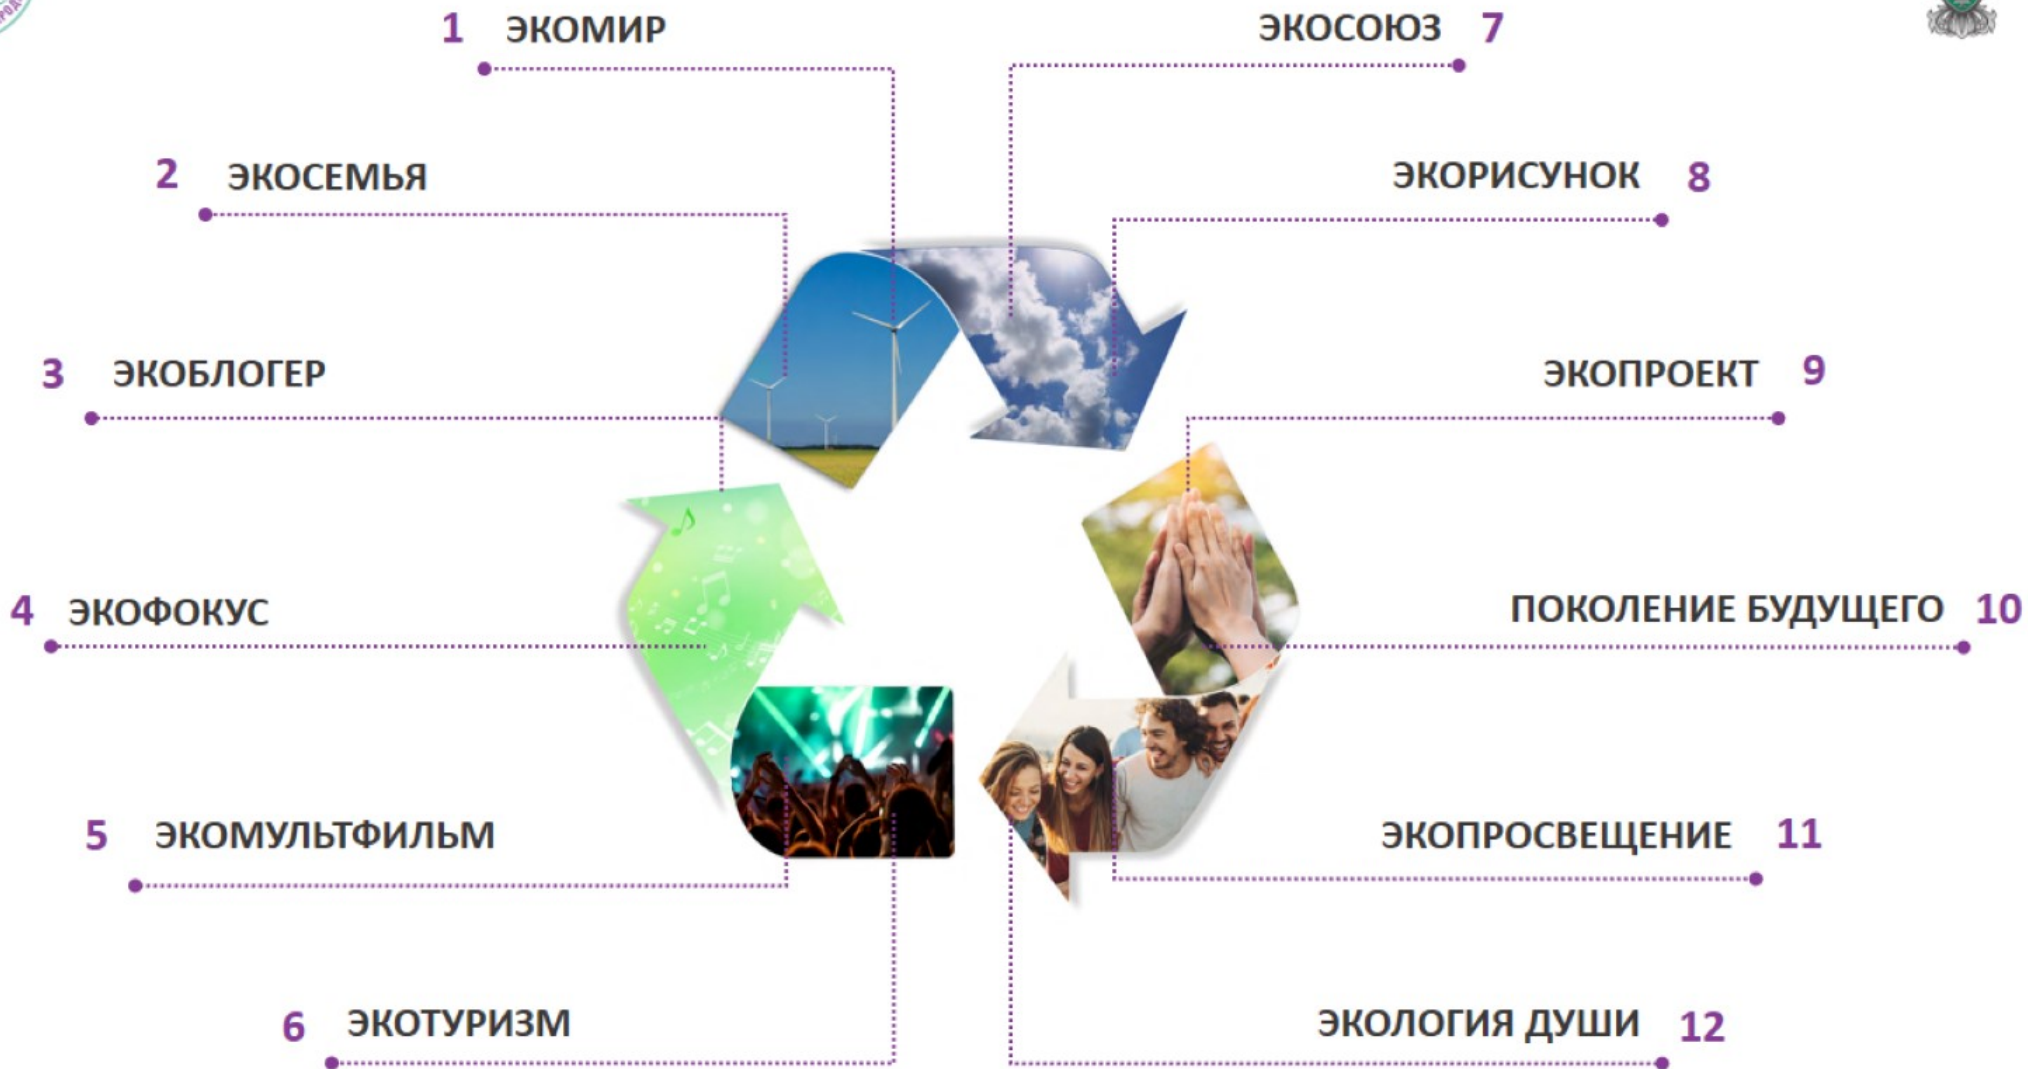 1 ЭКОМИР
ЭКОСОЮЗ 7
2 ЭКОСЕМЬЯ
ЭКОРИСУНОК 8
3 ЭКОБЛОГЕР
ЭКОПРОЕКТ 9
4 ЭКОФОКУС
ПОКОЛЕНИЕ БУДУЩЕГО 10
5 ЭКОМУЛЬТФИЛЬМ
ЭКОПРОСВЕЩЕНИЕ 11
6 ЭКОТУРИЗМ
ЭКОЛОГИЯ ДУШИ 12